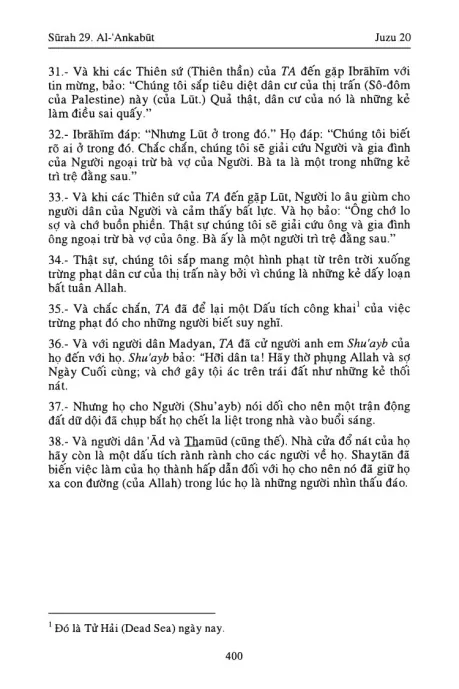 Sūrah 29. Al-'Ankabūt Juzu 20
31.- Và khi các Thiên sứ (Thiên thần) của TA đến gặp Ibrāhīm với
tin mừng, bảo: “Chúng tôi sắp tiêu diệt dân cư của thị trấn (Sô-đôm
của Palestine) này (của Lūt.) Quả thật, dân cư của nó là những kẻ
làm điều sai quấy.”
32.- Ibrāhīm đáp: “Nhưng Lūt ở trong đó.” Họ đáp: “Chúng tôi biết
rõ ai ở trong đó. Chắc chắn, chúng tôi sẽ giải cứu Người và gia đình
của Người ngoại trừ bà vợ của Người. Bà ta là một trong những kẻ
trì trệ đằng sau.”
33.- Và khi các Thiên sứ của TA đến gặp Lūt, Người lo âu giùm cho
người dân của Người và cảm thấy bất lực. Và họ bảo: “Ông chớ lo
sợ và chớ buồn phiền. Thật sự chúng tôi sẽ giải cứu ông và gia đình
ông ngoại trừ bà vợ của ông. Bà ấy là một người trì trệ đằng sau.”
34.- Thật sự, chúng tôi sắp mang một hình phạt từ trên trời xuống
trừng phạt dân cư của thị trấn này bởi vì chúng là những kẻ dấy loạn
bất tuân Allah.
35.- Và chắc chắn, TA đã để lại một Dấu tích công khai¹ của việc
trừng phạt đó cho những người biết suy nghĩ.
36.- Và với người dân Madyan, TA đã cử người anh em Shu'ayb của
họ đến với họ. Shu'ayb bảo: “Hỡi dân ta! Hãy thờ phụng Allah và sợ
Ngày Cuối cùng; và chớ gây tội ác trên trái đất như những kẻ thối
nát.
37.- Nhưng họ cho Người (Shu'ayb) nói dối cho nên một trận động
đất dữ dội đã chụp bắt họ chết la liệt trong nhà vào buổi sáng.
38.- Và người dân 'Ād và Thamūd (cũng thế). Nhà cửa đổ nát của họ
hãy còn là một dấu tích rành rành cho các người về họ. Shaytān đã
biến việc làm của họ thành hấp dẫn đối với họ cho nên nó đã giữ họ
xa con đường (của Allah) trong lúc họ là những người nhìn thấu đáo.
¹ Đó là Tử Hải (Dead Sea) ngày nay.
400